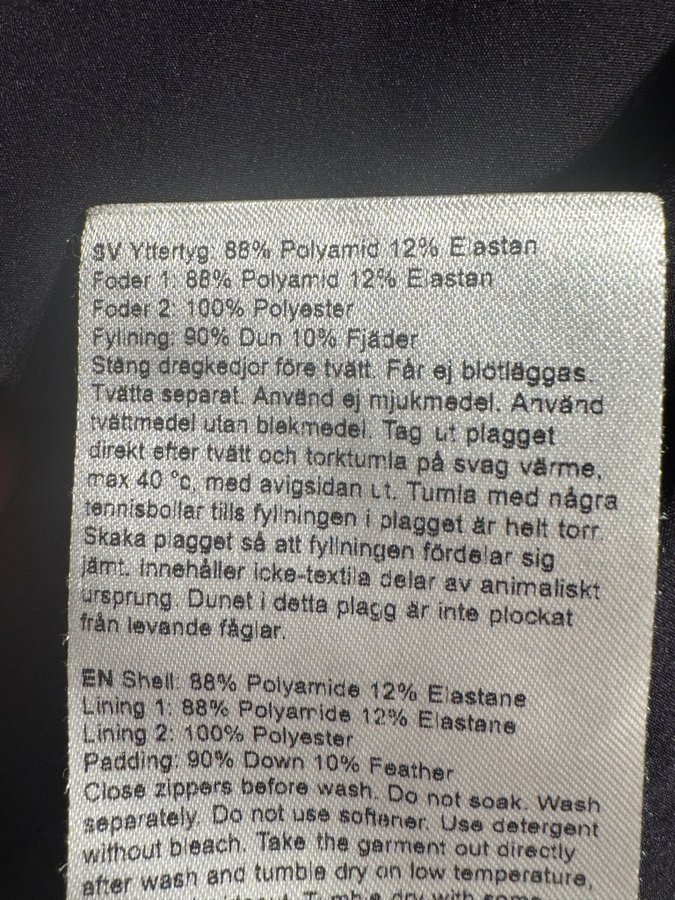 SV Yttertyg: 88% Polyamid 12% Elastan
Foder 1: 88% Polyamid 12% Elastan
Foder 2: 100% Polyester
Fyllning: 90% Dun 10% Fjäder
Stäng dragkedjor före tvätt. Får ej blötläggas.
Tvätta separat. Använd ej mjukmedel. Använd
tvättmedel utan blekmedel. Tag ut plagget
direkt efter tvätt och torktumla på svag värme,
max 40 °c, med avigsidan ut. Tumla med några
tennisbollar tills fyllningen i plagget är helt torr.
Skaka plagget så att fyllningen fördelar sig
jämt. Innehåller icke-textila delar av animaliskt
ursprung. Dunet i detta plagg är inte plockat
från levande fåglar.
EN Shell: 88% Polyamide 12% Elastane
Lining 1: 88% Polyamide 12% Elastane
Lining 2: 100% Polyester
Padding: 90% Down 10% Feather
Close zippers before wash. Do not soak. Wash
separately. Do not use softener. Use detergent
without bleach. Take the garment out directly
after wash and tumble dry on low temperature,
Tumble dry with some